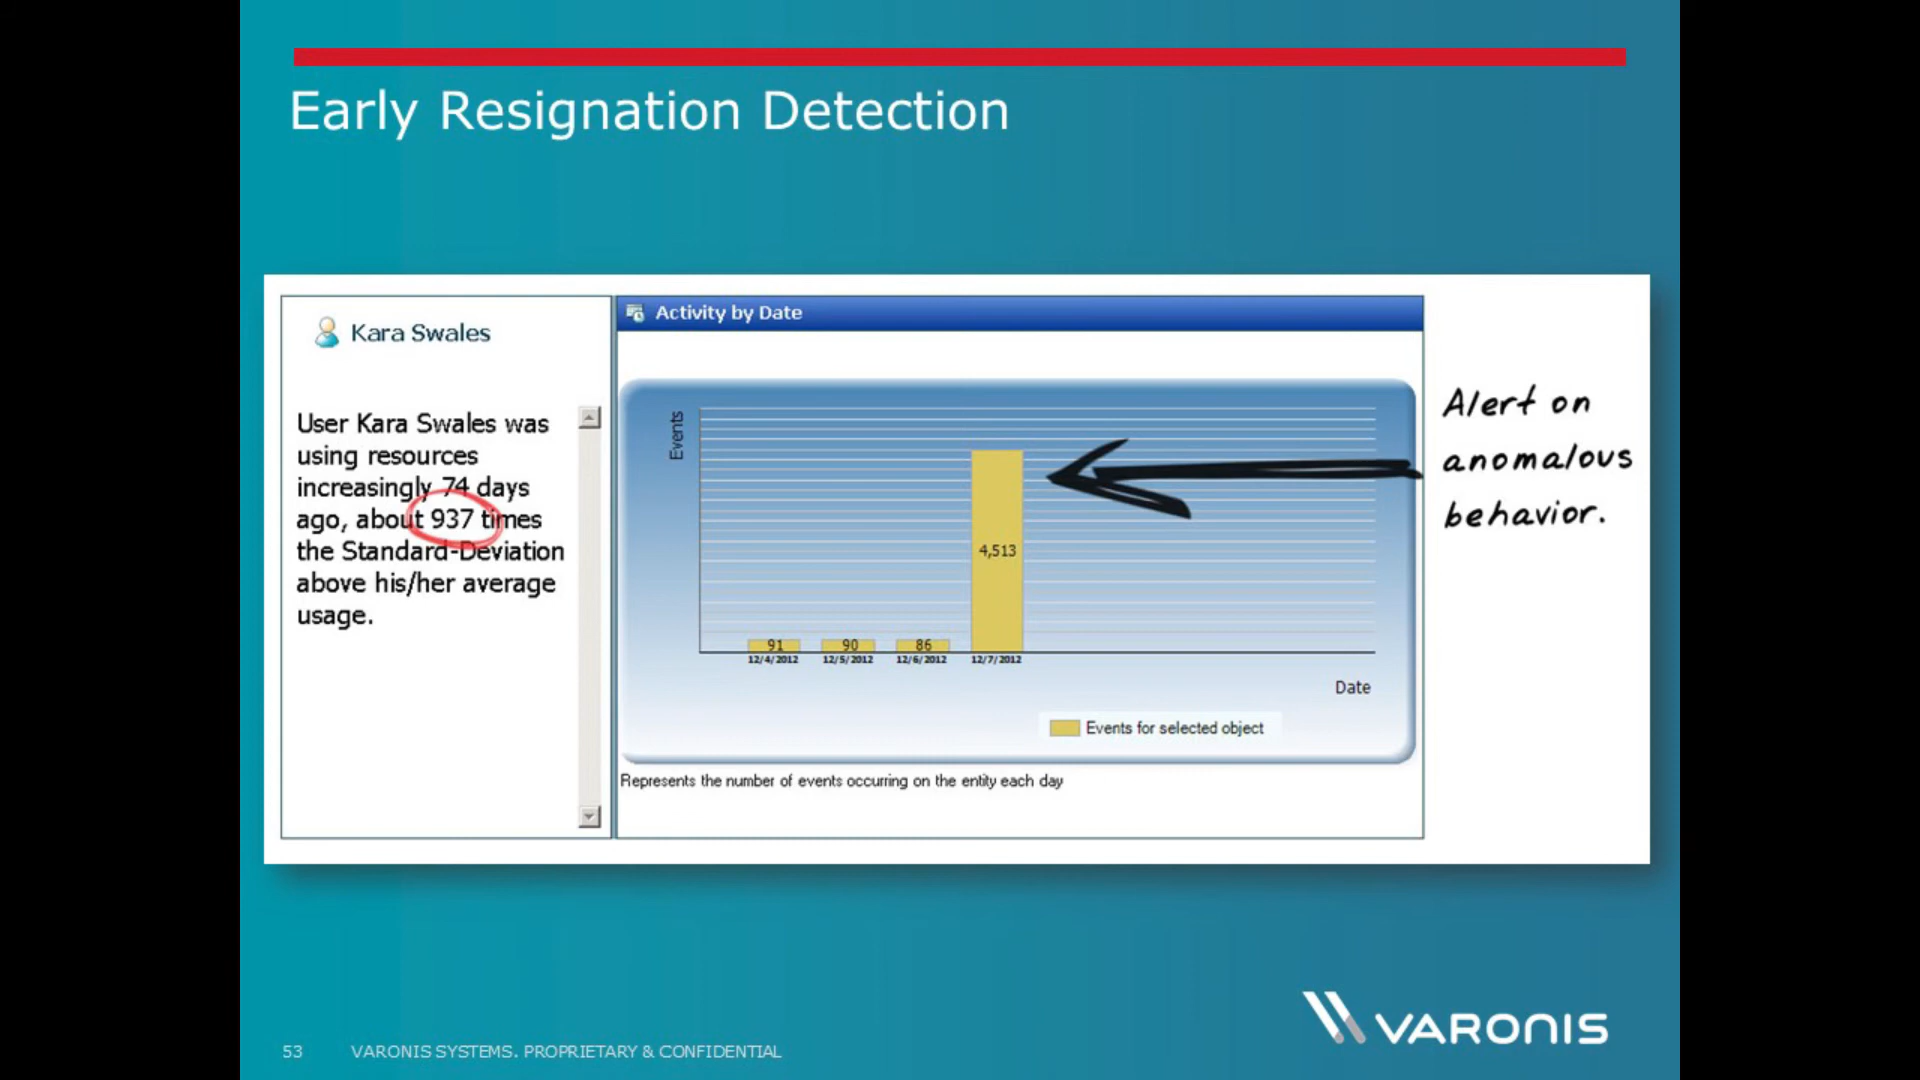 Early Resignation Detection
Kara Swales
User Kara Swales was
using resources
increasingly 74 days
ago, about 937 times
the Standard-Deviation
above his/her average
usage.
Activity by Date
Events
4,513
91 90 86
12/4/2012 12/5/2012 12/6/2012 12/7/2012
Date
Events for selected object
Represents the number of events occurring on the entity each day
Alert on
anomalous
behavior.
VARONIS
53 VARONIS SYSTEMS. PROPRIETARY & CONFIDENTIAL